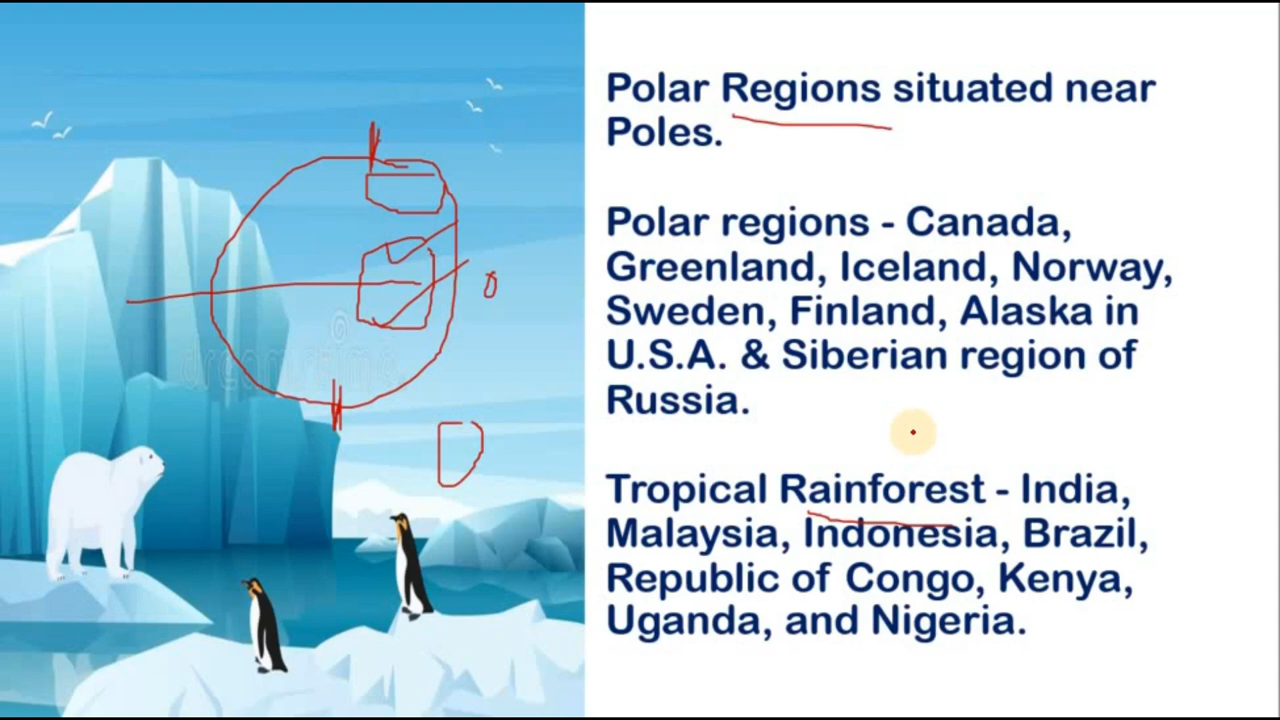 Polar Regions situated near
Poles.
Polar regions - Canada,
Greenland, Iceland, Norway,
Sweden, Finland, Alaska in
U.S.A. & Siberian region of
Russia.
Tropical Rainforest - India,
Malaysia, Indonesia, Brazil,
Republic of Congo, Kenya,
Uganda, and Nigeria.
dreamstime